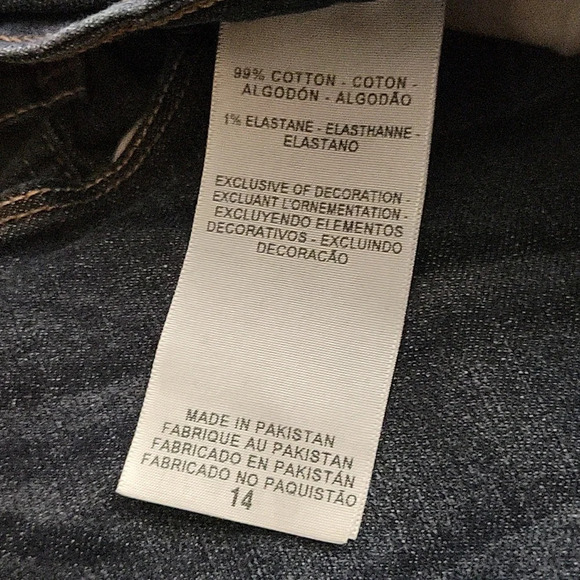 99% COTTON - COTON -
ALGODÓN - ALGODÃO
1% ELASTANE - ELASTHANNE -
ELASTANO
EXCLUSIVE OF DECORATION -
EXCLUANT L'ORNEMENTATION -
EXCLUYENDO ELEMENTOS
DECORATIVOS - EXCLUINDO
DECORACÃO
MADE IN PAKISTAN
FABRIQUE AU PAKISTAN
FABRICADO EN PAKISTÁN
FABRICADO NO PAQUISTÃO
14